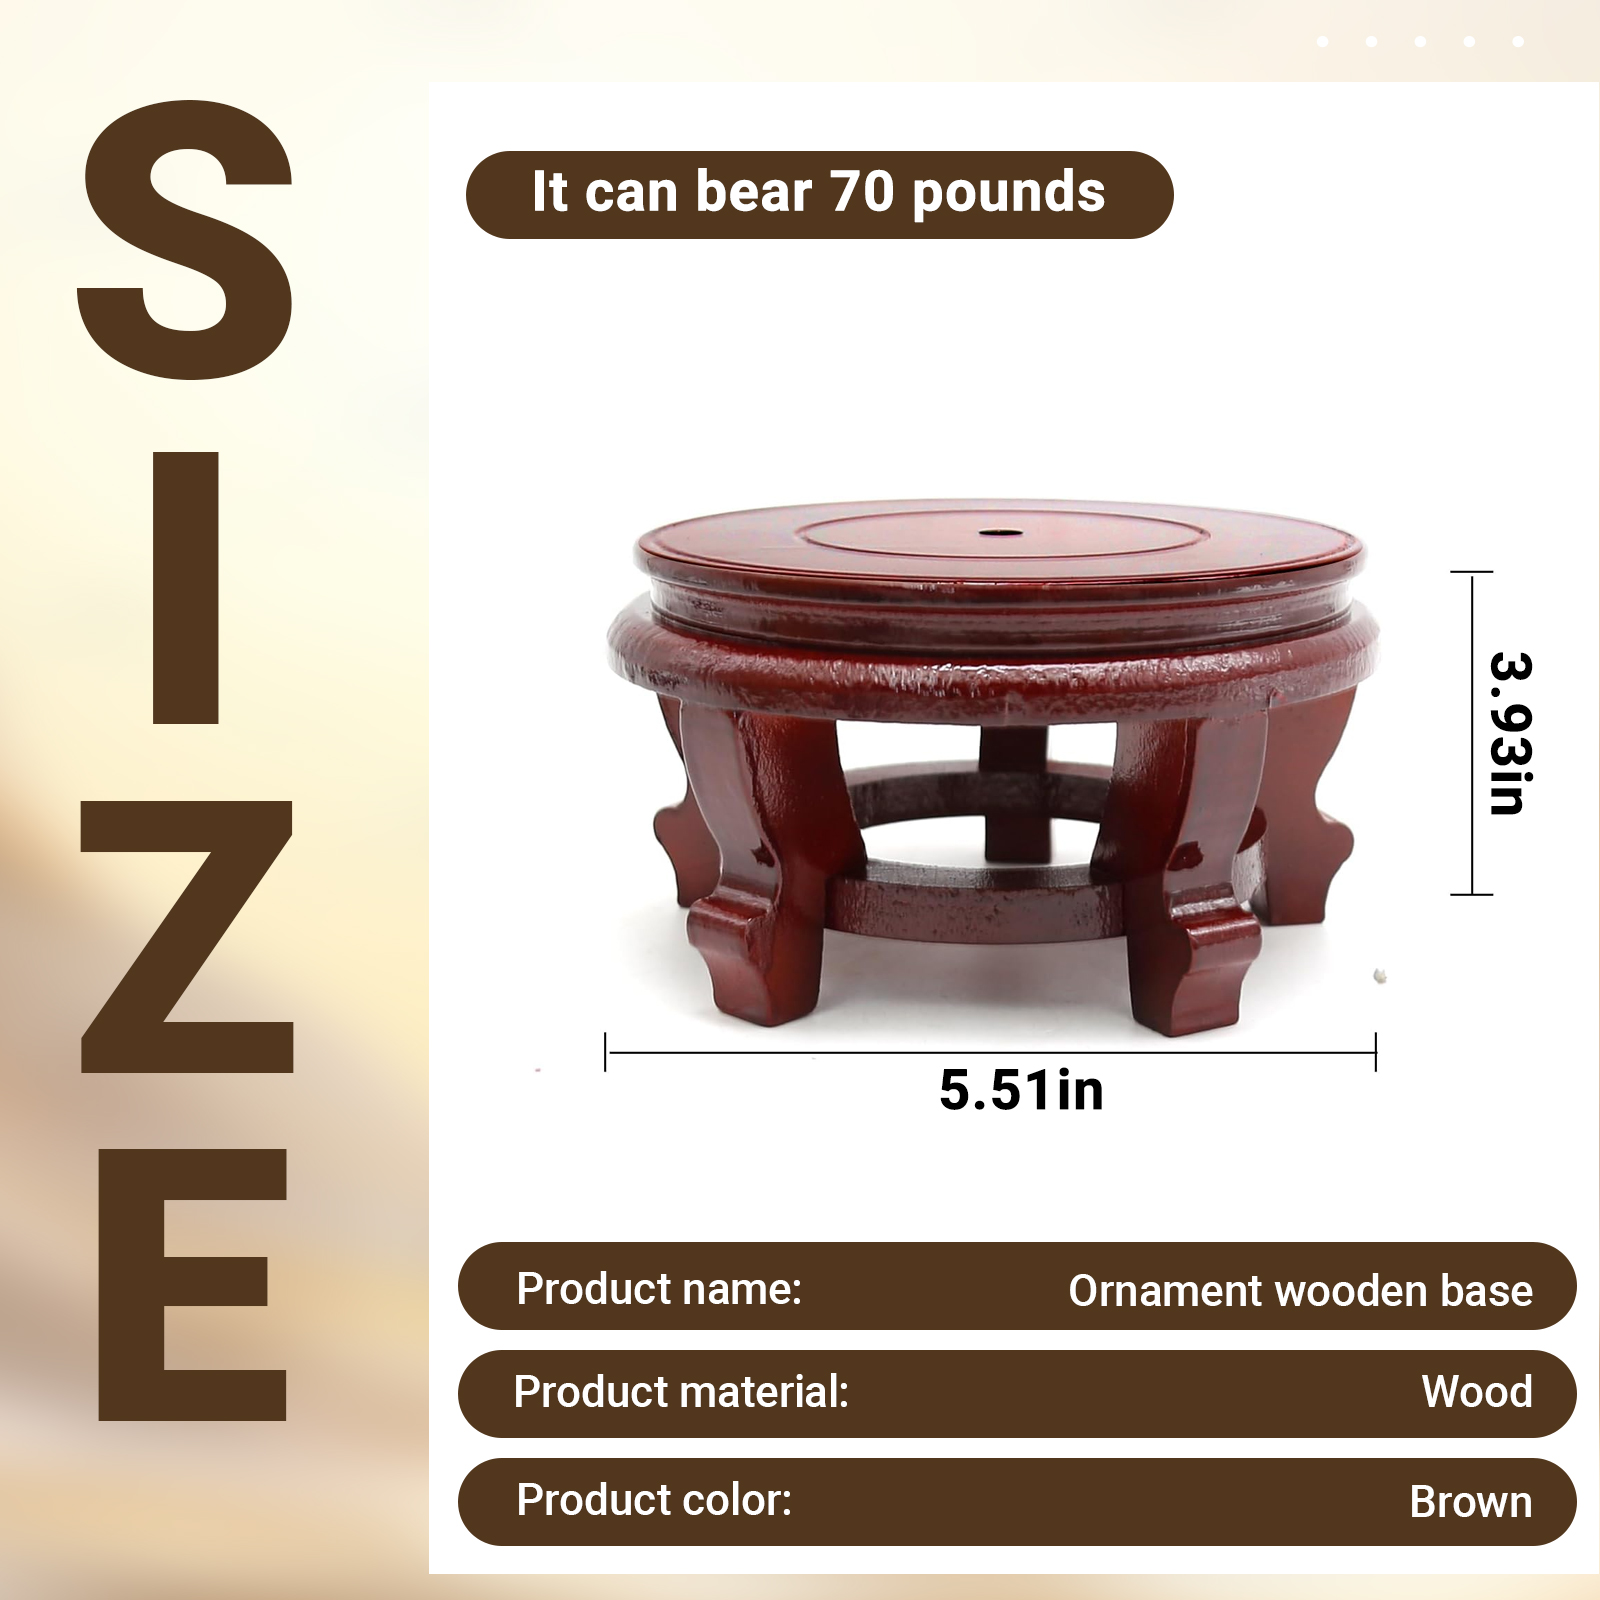 SIZE
It can bear 70 pounds
3.93in
5.51in
Product name: Ornament wooden base
Product material: Wood
Product color: Brown